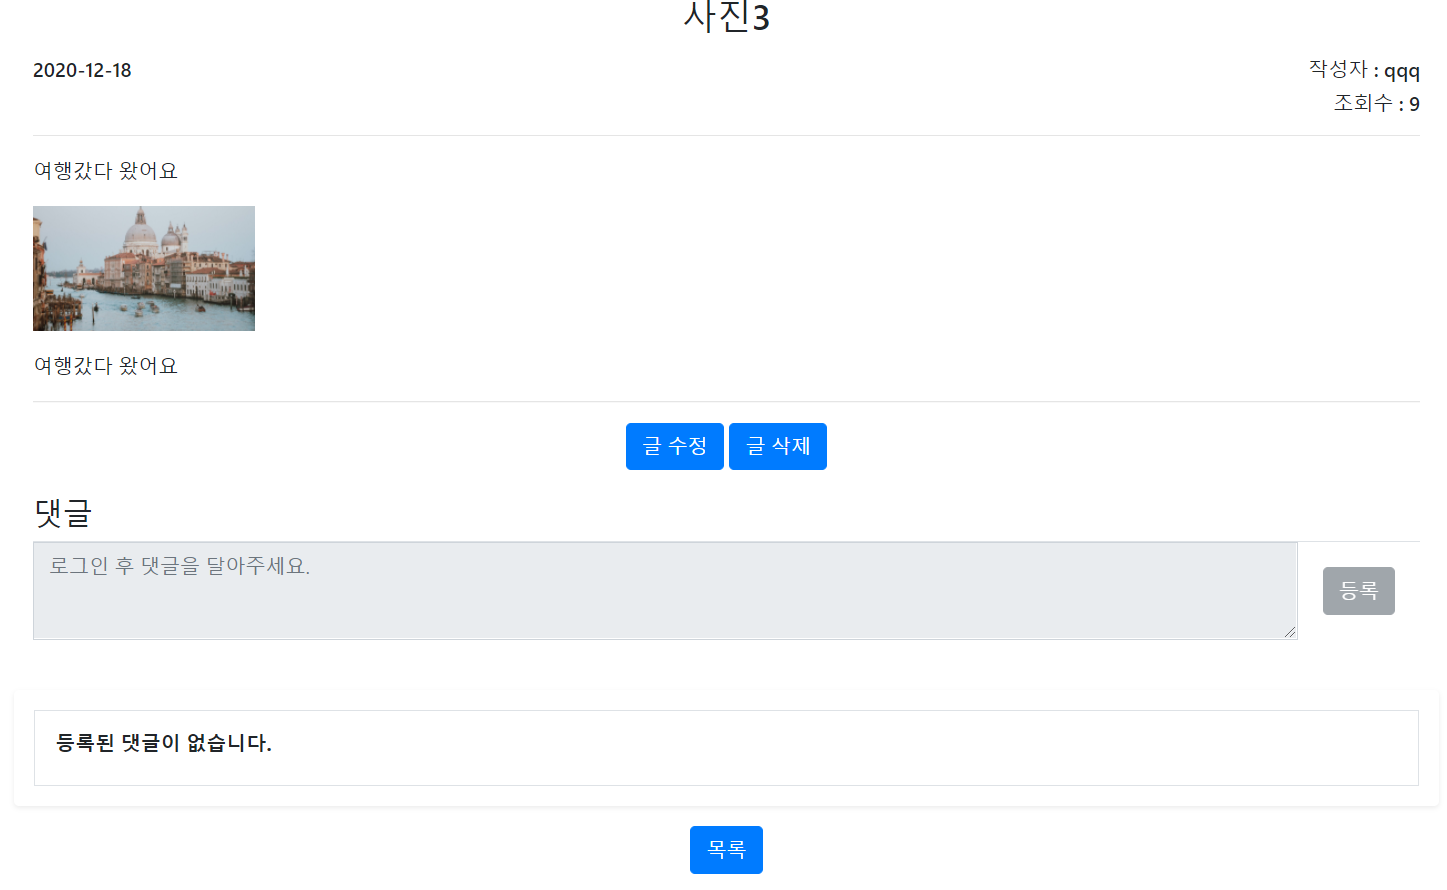 사진3
2020-12-18
작성자 : qqq
조회수 : 9
여행갔다 왔어요
여행갔다 왔어요
글 수정
글 삭제
댓글
로그인 후 댓글을 달아주세요.
등록
등록된 댓글이 없습니다.
목록